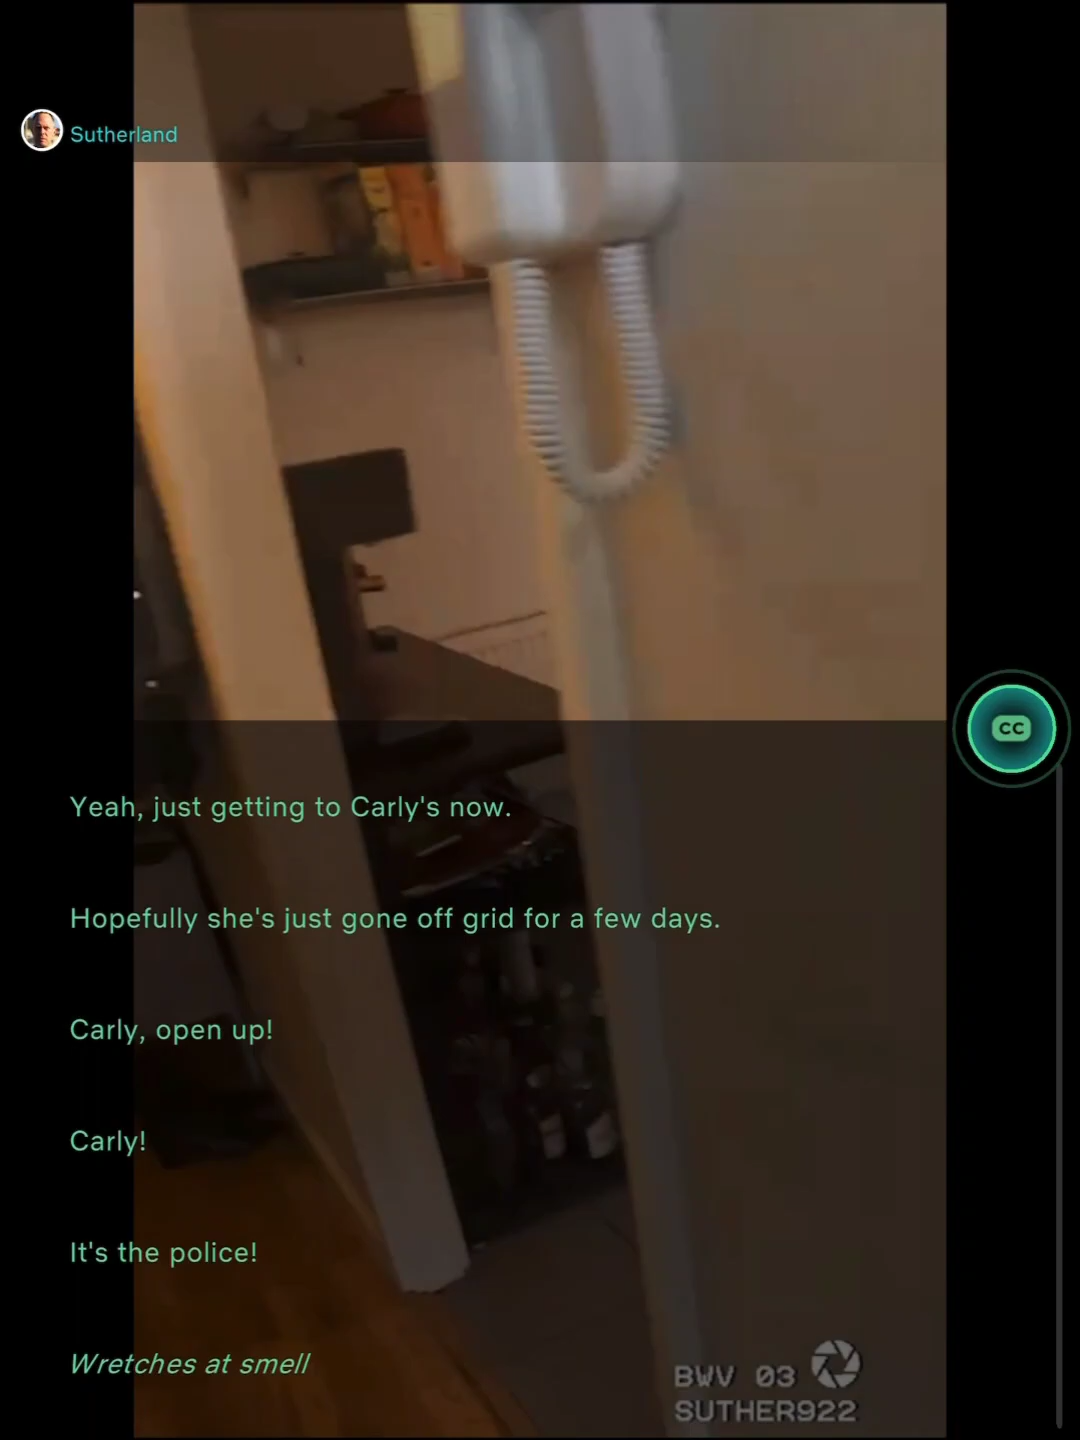 Sutherland
CC
Yeah, just getting to Carly's now.
Hopefully she's just gone off grid for a few days.
Carly, open up!
Carly!
It's the police!
Wretches at smell
BWV 03
SUTHER922